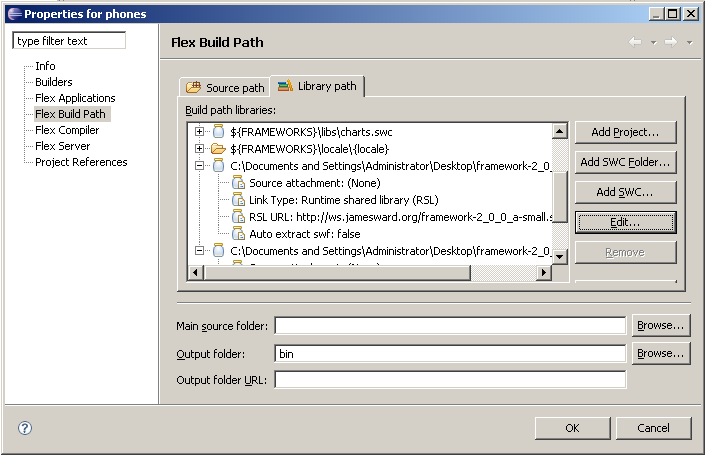 Properties for phones
type filter text
Info
Builders
Flex Applications
Flex Build Path
Flex Compiler
Flex Server
Project References
Flex Build Path
Source path
Library path
Build path libraries:
${FRAMEWORKS}\libs\charts.swc
${FRAMEWORKS}\locale\{locale}
C:\Documents and Settings\Administrator\Desktop\framework-2_0_
Source attachment: (None)
Link Type: Runtime shared library (RSL)
RSL URL: http://ws.jamesward.org/framework-2_0_0_a-small.s
Auto extract swf: false
C:\Documents and Settings\Administrator\Desktop\framework-2_0_
Add Project...
Add SWC Folder...
Add SWC...
Edit...
Remove
Main source folder:
Browse...
Output folder:
bin
Browse...
Output folder URL:
?
OK
Cancel